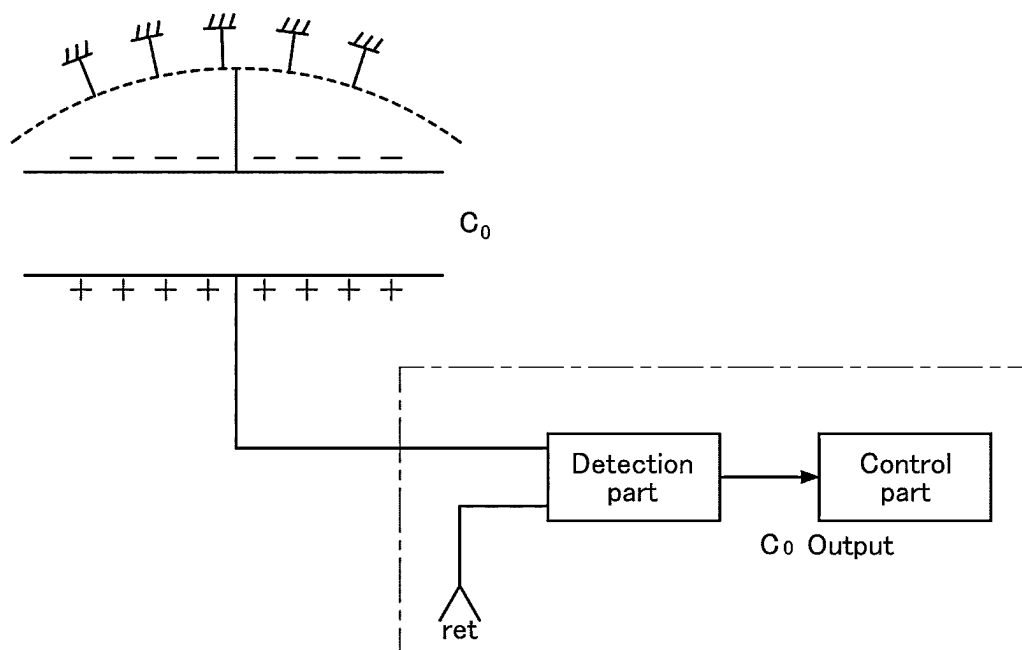 C0
Detection
part
Control
part
C0 Output
ret